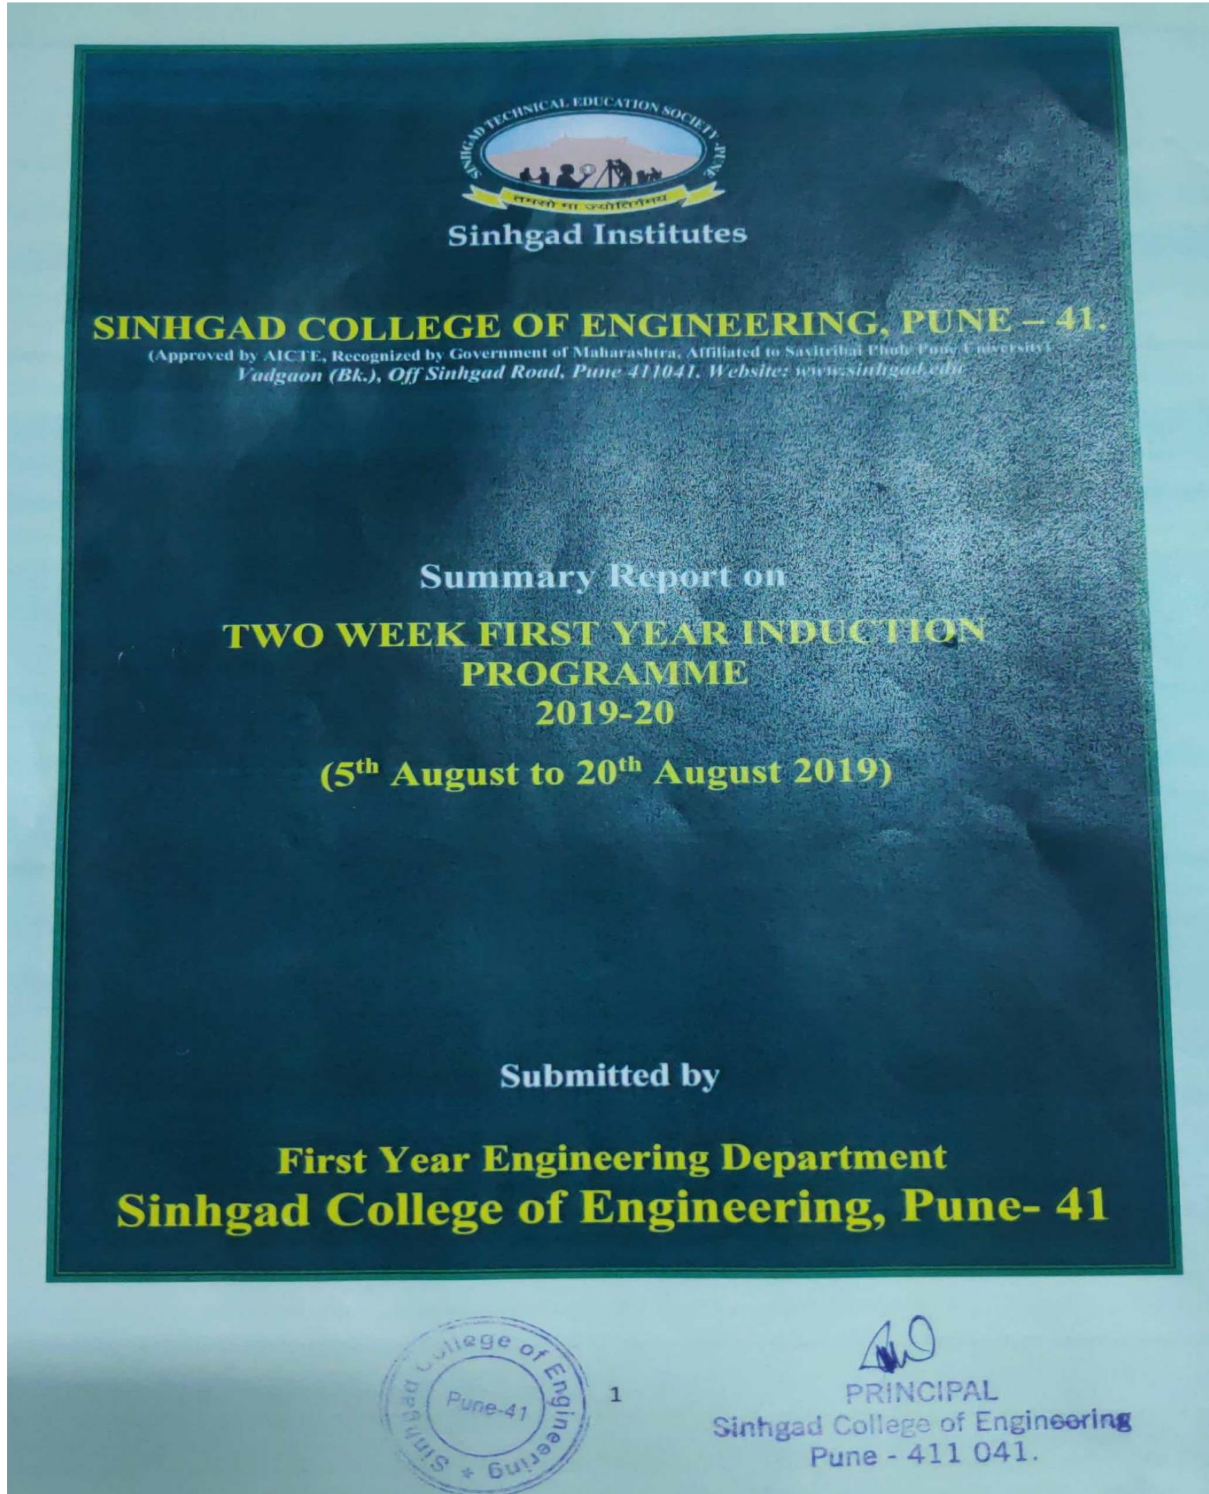 SINHGAD TECHNICAL EDUCATION SOCIETY - PUNE
तमसो मा ज्योतिर्गमय
Sinhgad Institutes
SINHGAD COLLEGE OF ENGINEERING, PUNE – 41.
(Approved by AICTE, Recognized by Government of Maharashtra, Affiliated to Savitribai Phule Pune University)
Vadgaon (Bk.), Off Sinhgad Road, Pune 411041, Website: www.sinhgad.edu
Summary Report on
TWO WEEK FIRST YEAR INDUCTION
PROGRAMME
2019-20
(5th August to 20th August 2019)
Submitted by
First Year Engineering Department
Sinhgad College of Engineering, Pune- 41
Sinhgad College of Engineering *
Pune-41
1
PRINCIPAL
Sinhgad College of Engineering
Pune - 411 041.